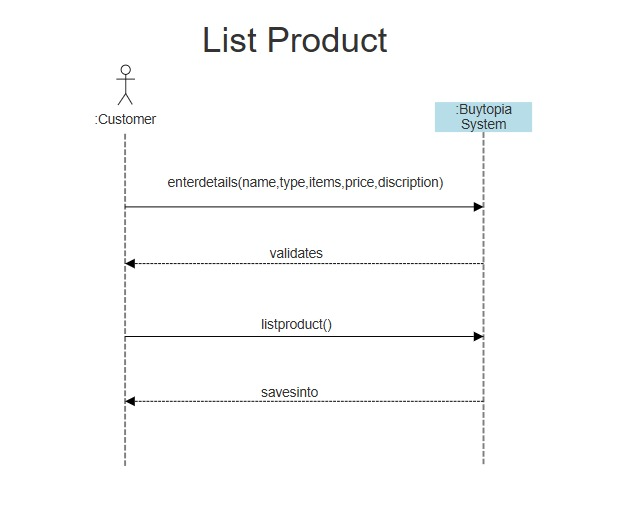 List Product
:Customer
:Buytopia
System
enterdetails(name,type,items,price,discription)
validates
listproduct()
savesinto